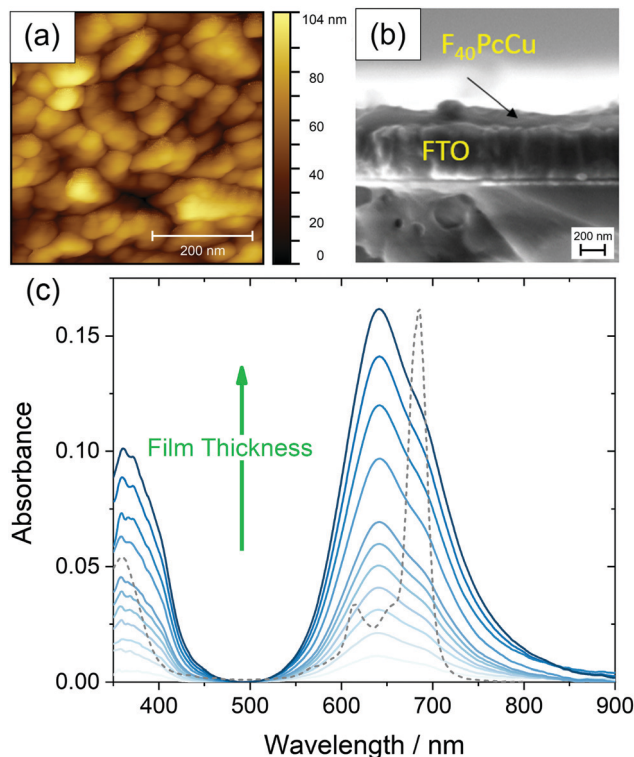 (a)
104 nm
80
60
40
20
0
200 nm
(b)
F₄₀PcCu
FTO
200 nm
(c)
Film Thickness
Absorbance
0.15
0.10
0.05
0.00
400 500 600 700 800 900
Wavelength / nm